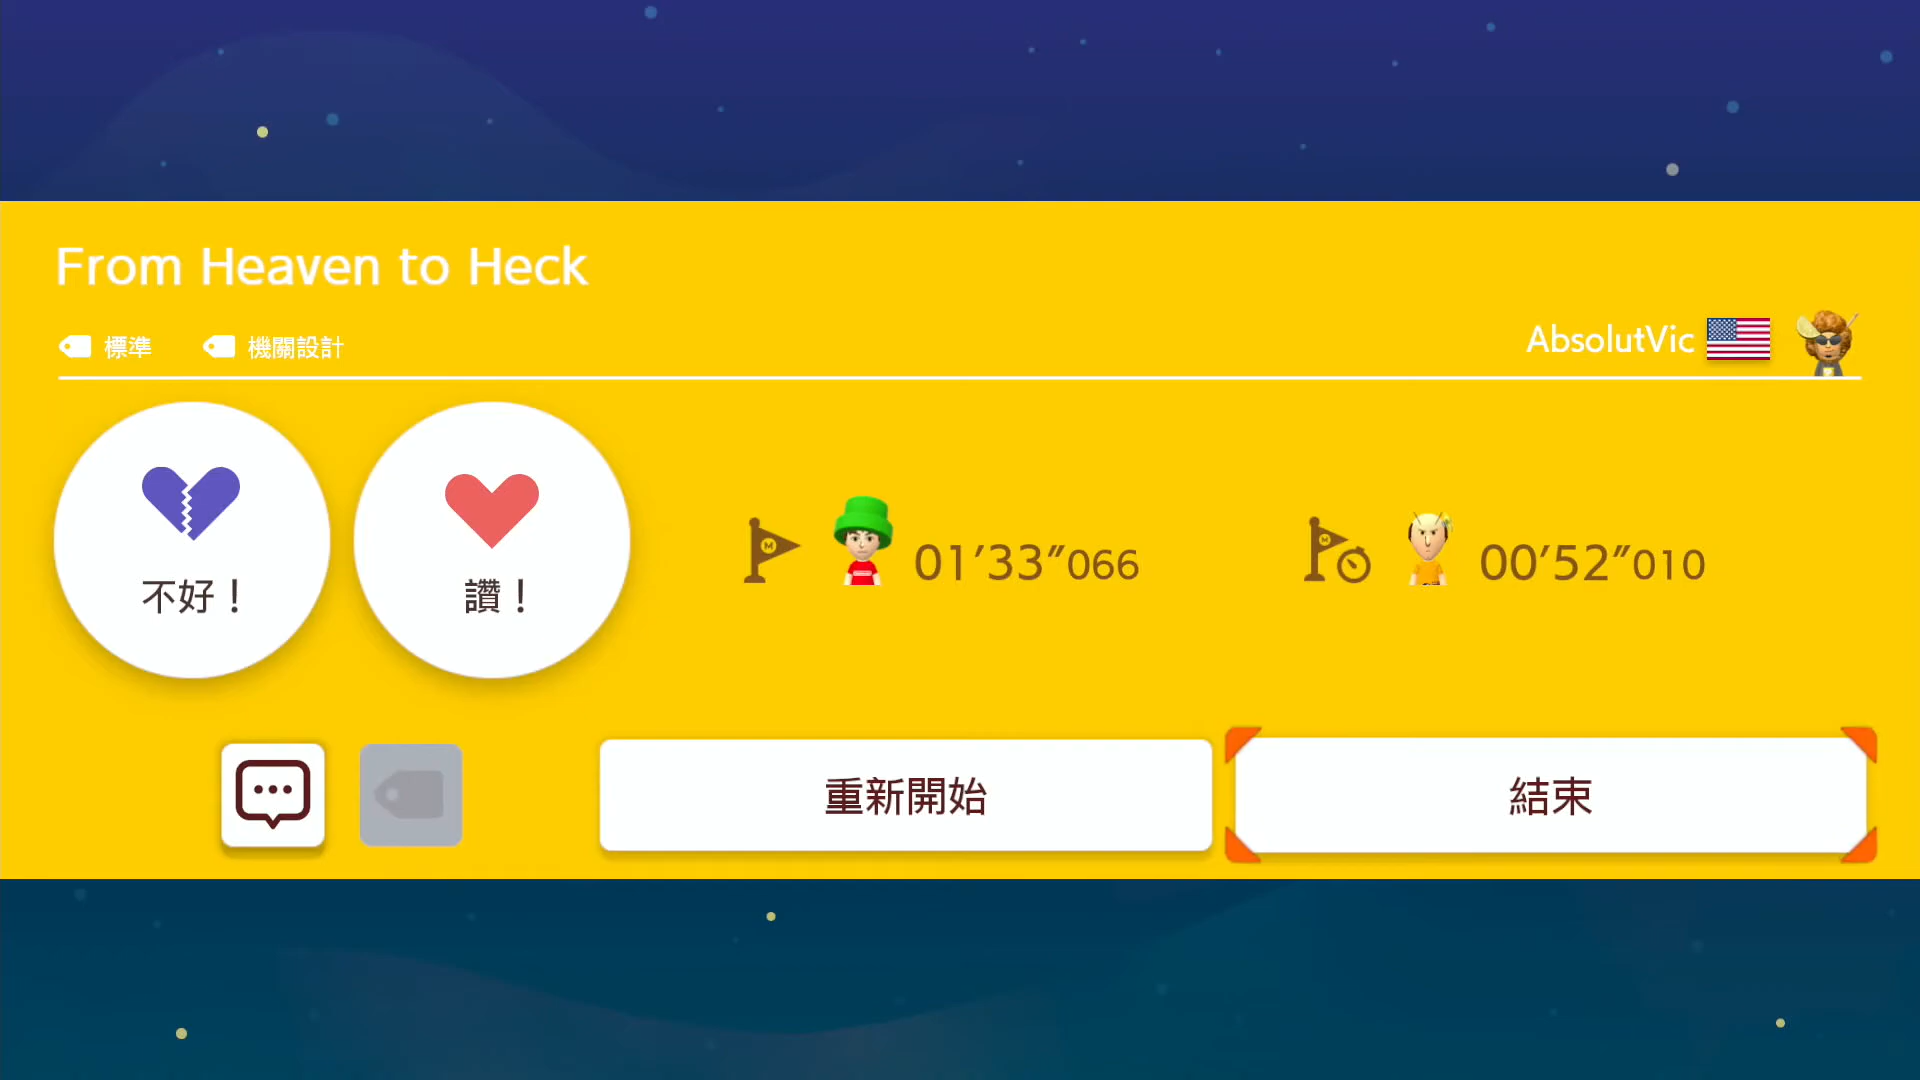 From Heaven to Heck
標準 機關設計
AbsolutVic
不好！
讚！
01′33″066
00′52″010
重新開始
結束